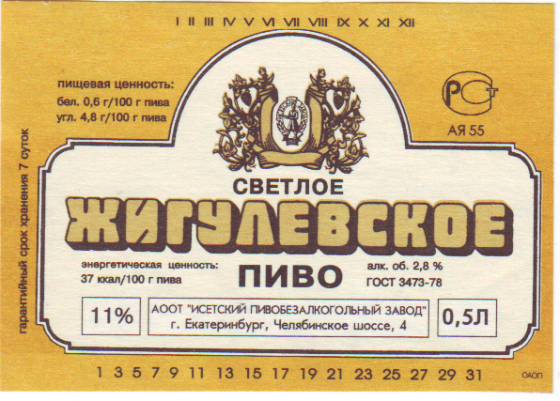 I II III IV V VI VII VIII IX X XI XII
пищевая ценность:
бел. 0,6 г/100 г пива
угл. 4,8 г/100 г пива
РСТ
АЯ 55
гарантийный срок хранения 7 суток
СВЕТЛОЕ
ЖИГУЛЕВСКОЕ
ПИВО
энергетическая ценность:
37 ккал/100 г пива
алк. об. 2,8 %
ГОСТ 3473-78
11%
АООТ "ИСЕТСКИЙ ПИВОБЕЗАЛКОГОЛЬНЫЙ ЗАВОД"
г. Екатеринбург, Челябинское шоссе, 4
0,5Л
1 3 5 7 9 11 13 15 17 19 21 23 25 27 29 31